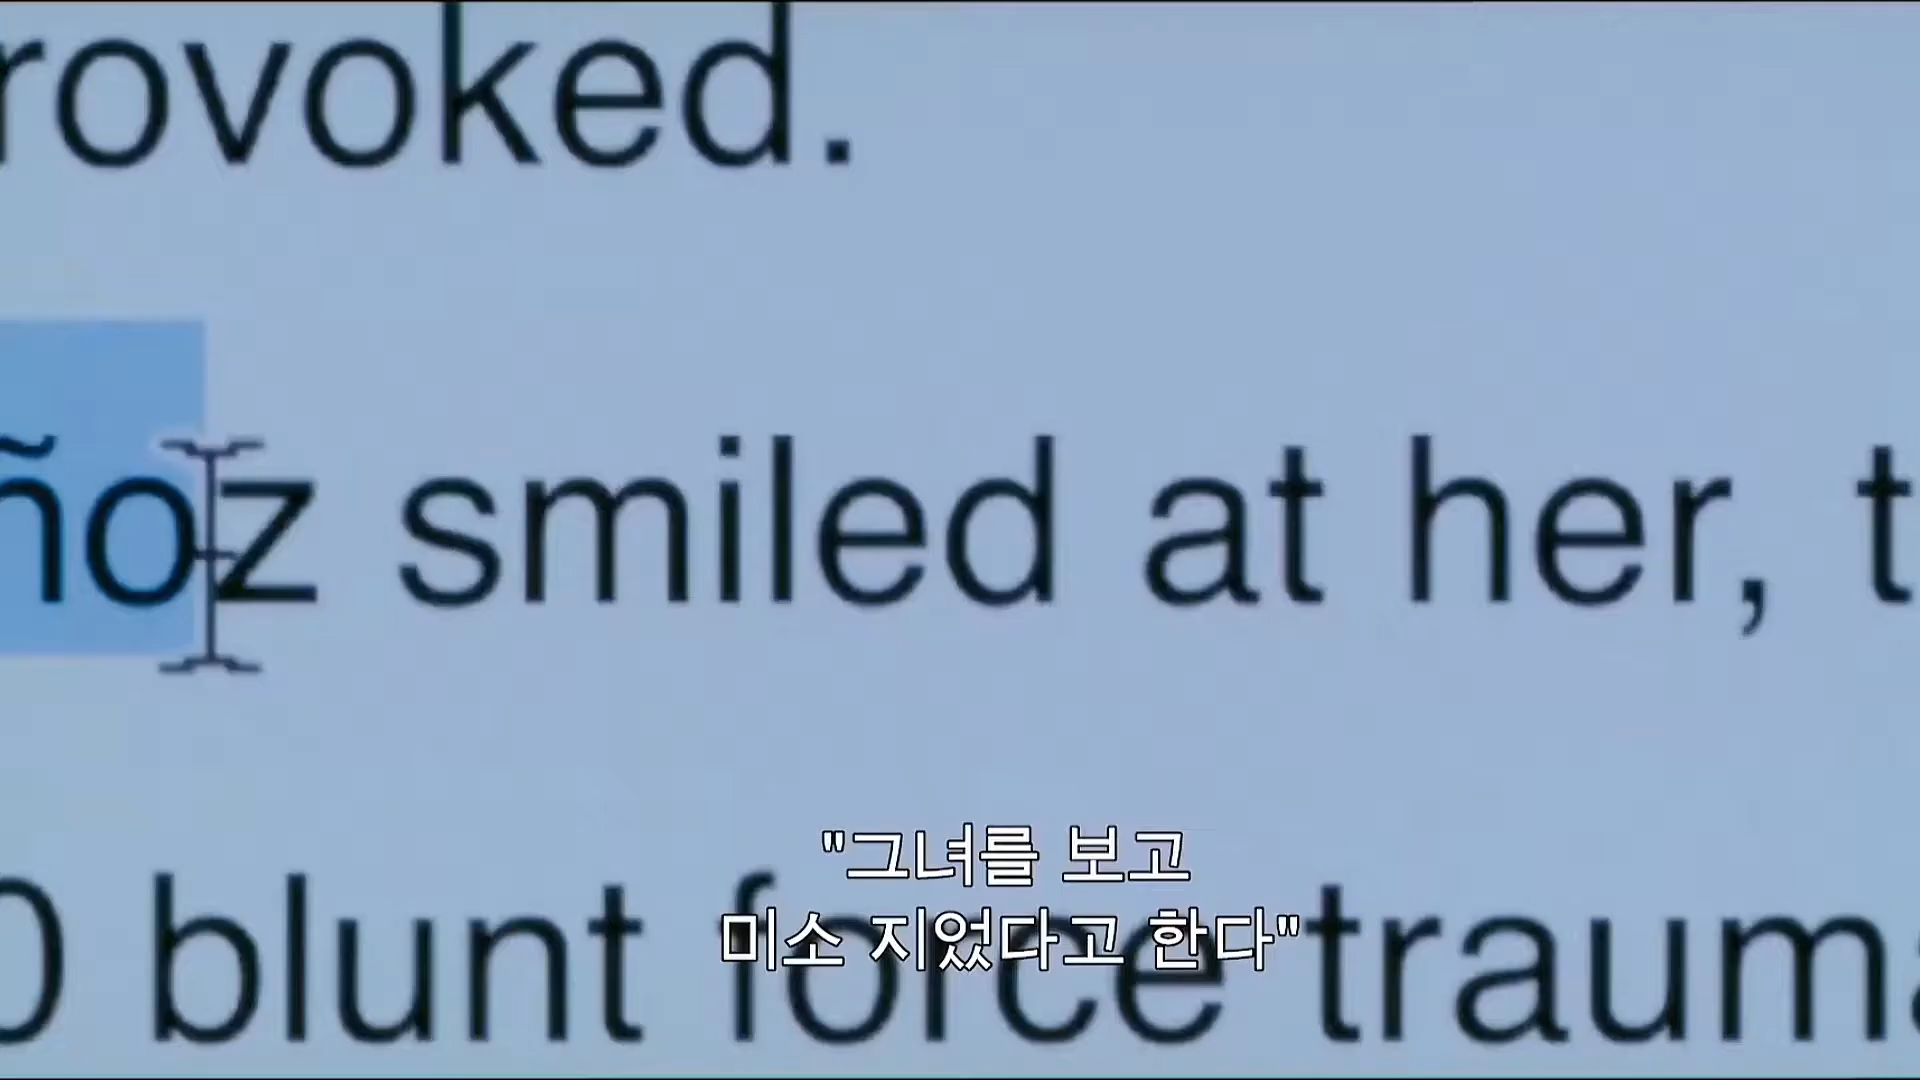 rovoked.
ñoz smiled at her, t
"그녀를 보고
미소 지었다고 한다"
0 blunt force trauma